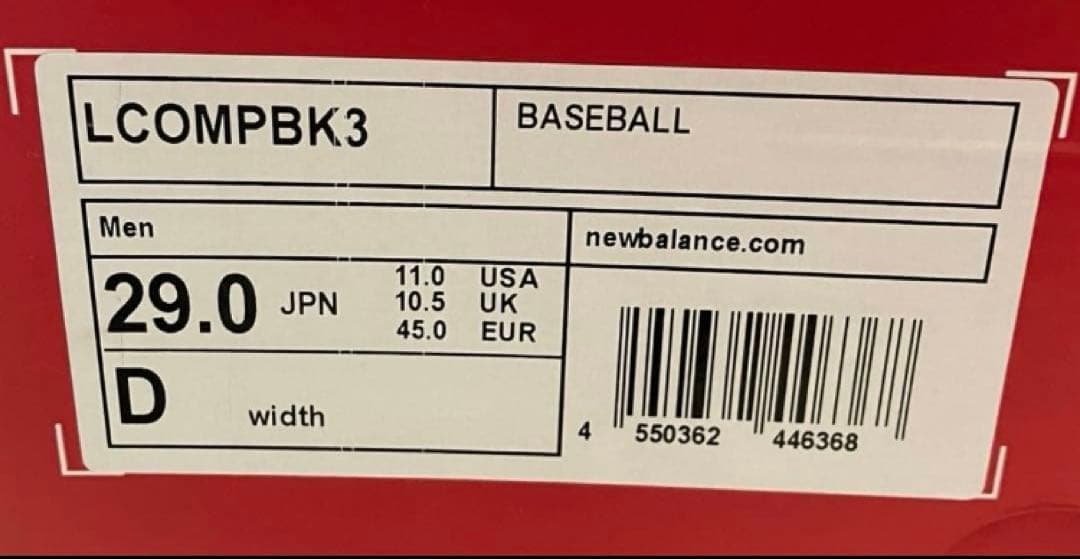 LCOMPBK3
BASEBALL
Men
newbalance.com
29.0 JPN
11.0 USA
10.5 UK
45.0 EUR
D width
4 550362 446368